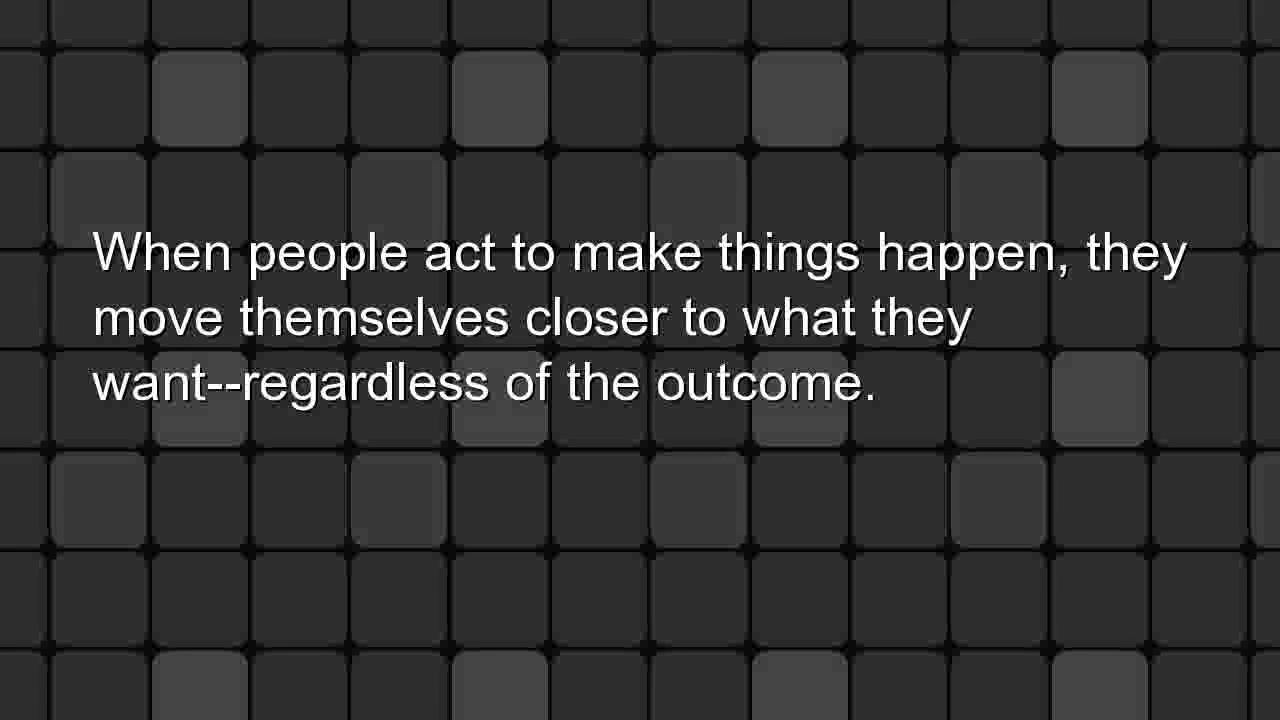 When people act to make things happen, they
move themselves closer to what they
want--regardless of the outcome.